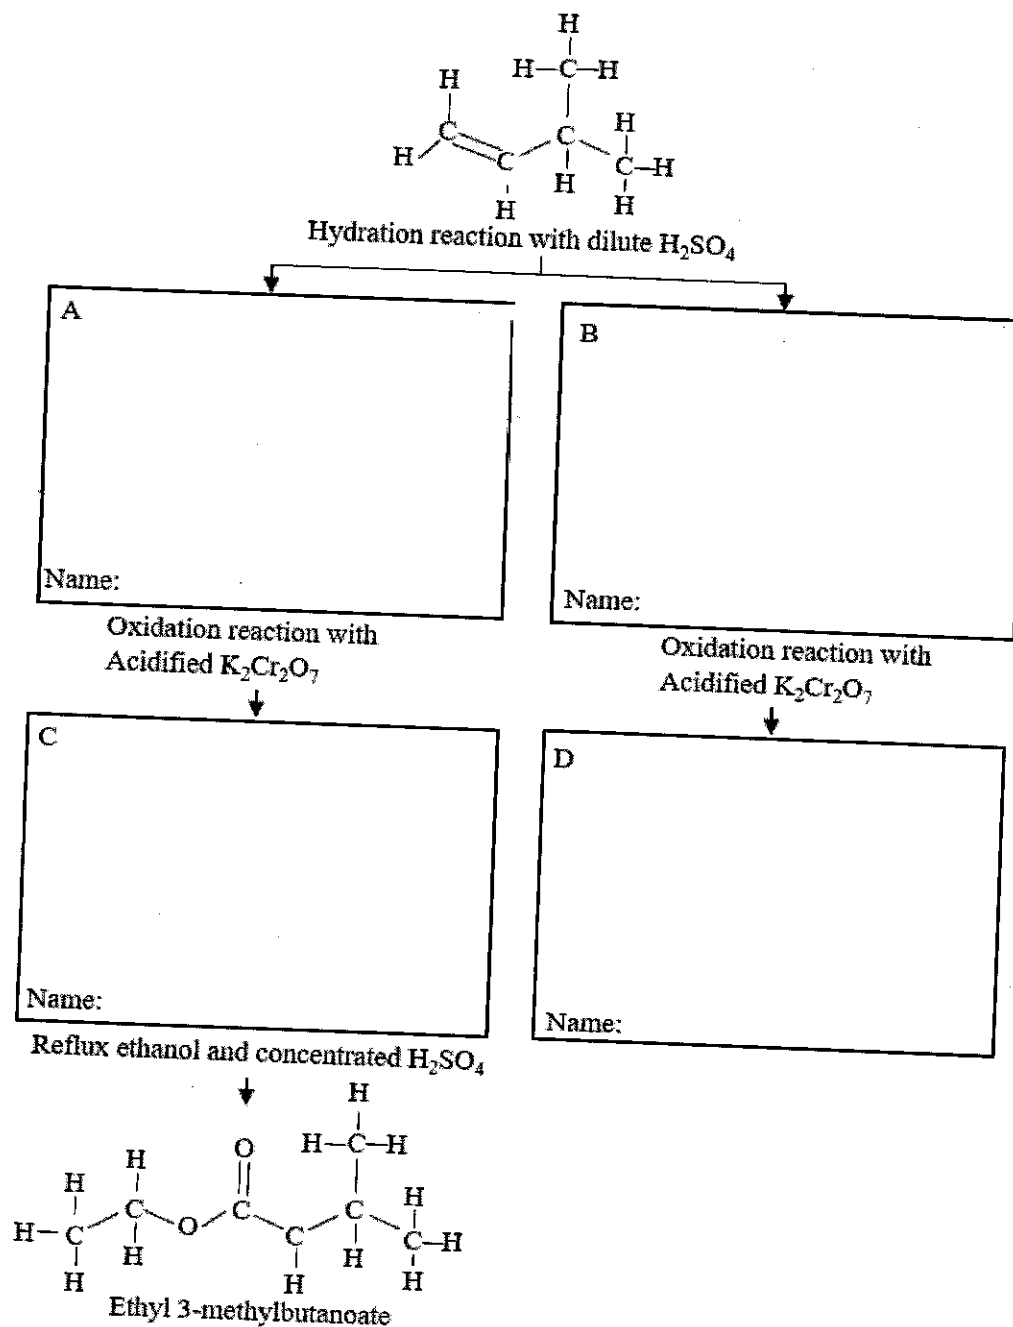 H
H–C–H
H
C
C
H
H
C
C
C–H
H
H
H
Hydration reaction with dilute H₂SO₄
A
B
Name:
Name:
Oxidation reaction with
Acidified K₂Cr₂O₇
Oxidation reaction with
Acidified K₂Cr₂O₇
C
D
Name:
Name:
Reflux ethanol and concentrated H₂SO₄
H
O
H–C–H
H
H
C
C
C
H
H–C
O
C
C–H
H
H
H
H
H
Ethyl 3-methylbutanoate